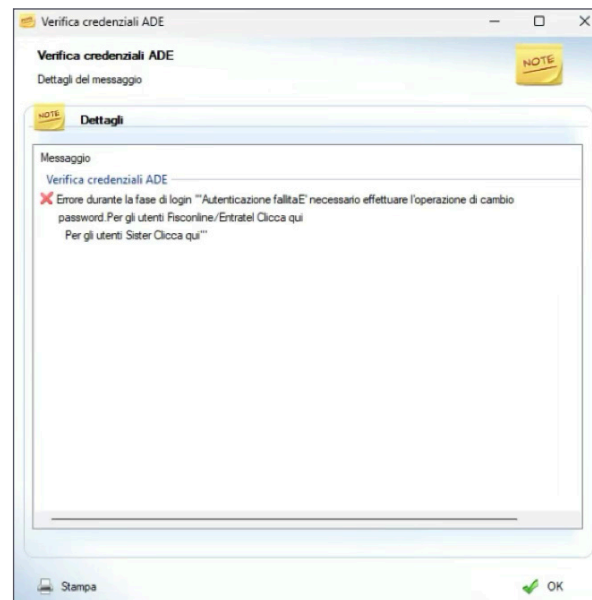 Verifica credenziali ADE
Verifica credenziali ADE
NOTE
Dettagli del messaggio
NOTE
Dettagli
Messaggio
Verifica credenziali ADE
Errore durante la fase di login '"Autenticazione fallitaE' necessario effettuare l'operazione di cambio
password.Per gli utenti Fisconline/Entratel Clicca qui
Per gli utenti Sister Clicca qui"'
Stampa
OK